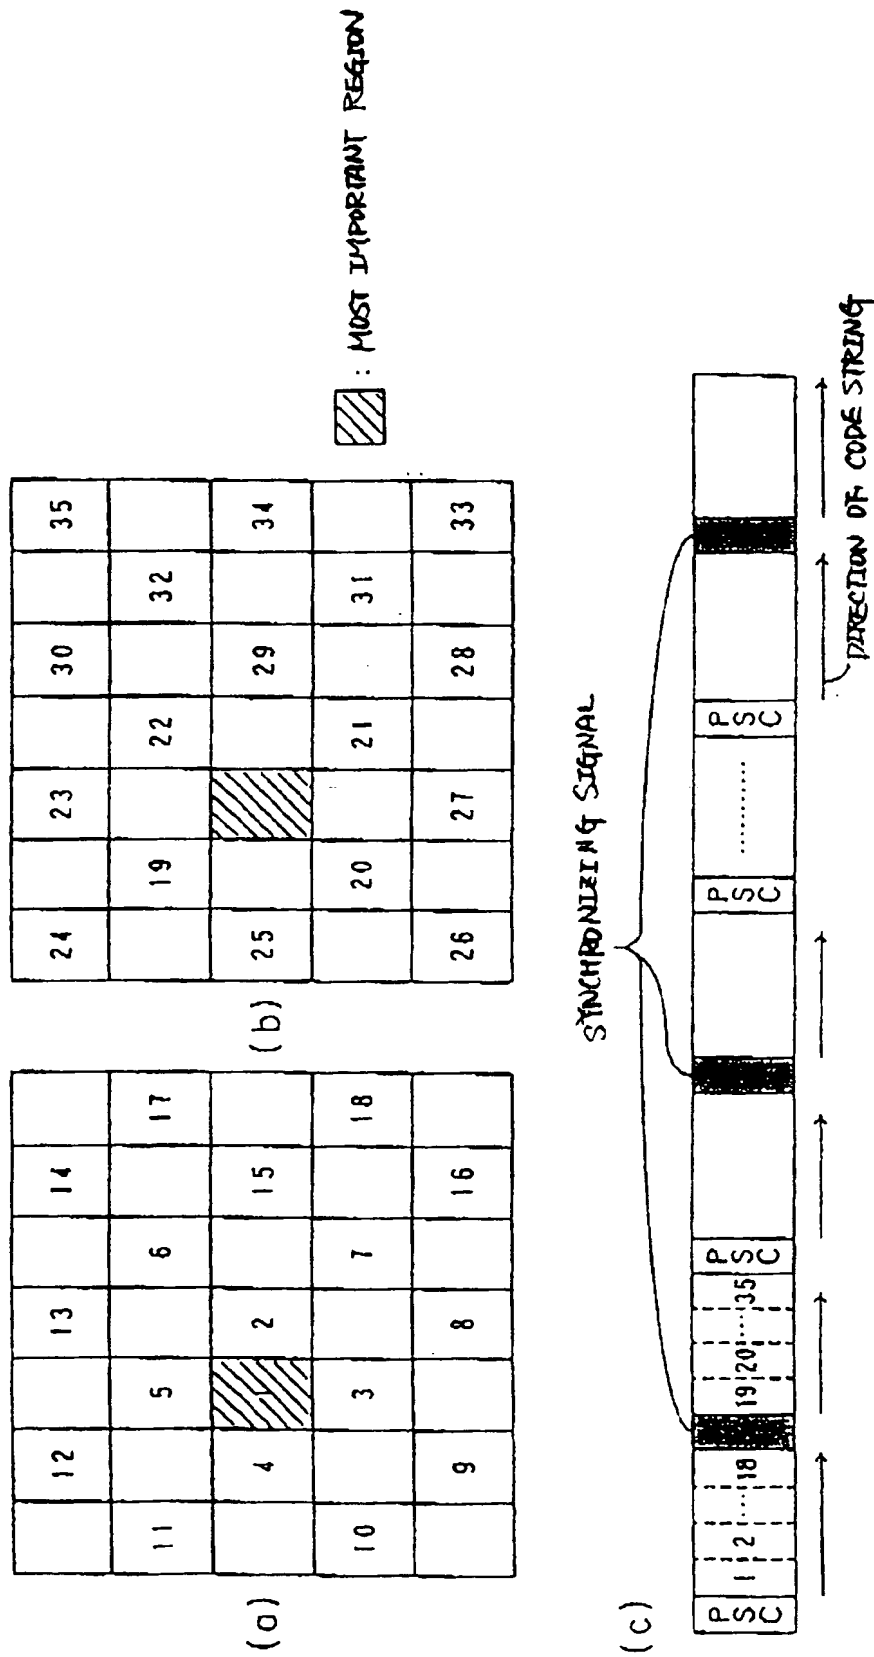 12 13 14
11 5 6 17
(a) 4 1 2 15
10 3 7 18
9 8 16
24 23 30 35
19 22 32
(b) 25 29 34
20 21 31
26 27 28 33
: MOST IMPORTANT REGION
SYNCHRONIZING SIGNAL
(c)
PSC 1 2 ..... 18 19 20 ..... 35 PSC PSC .......... PSC
DIRECTION OF CODE STRING